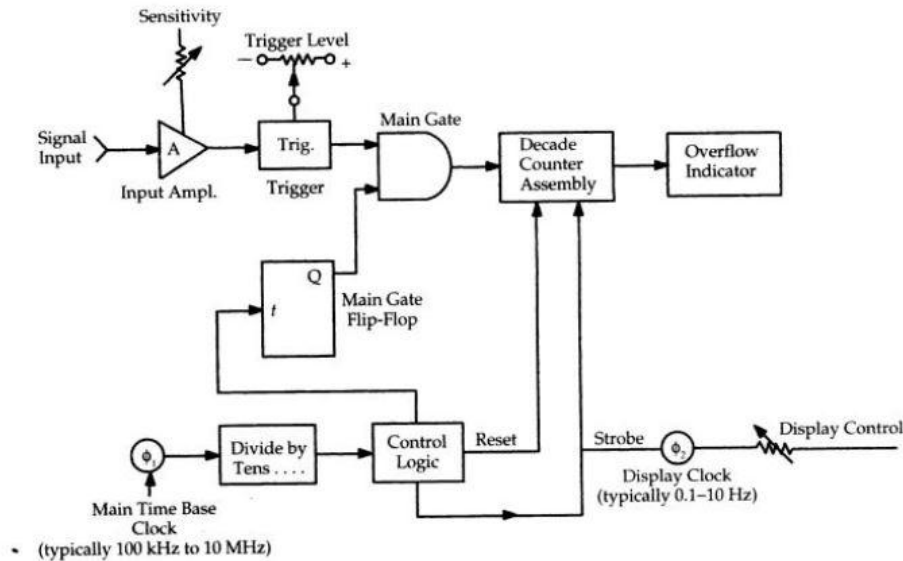 Sensitivity
Trigger Level
− +
Main Gate
Signal
Input
A
Trig.
Decade
Counter
Assembly
Overflow
Indicator
Input Ampl.
Trigger
Q
t
Main Gate
Flip-Flop
ϕ1
Divide by
Tens . . . .
Control
Logic
Reset
Strobe
ϕ2
Display Control
Display Clock
(typically 0.1–10 Hz)
Main Time Base
Clock
(typically 100 kHz to 10 MHz)